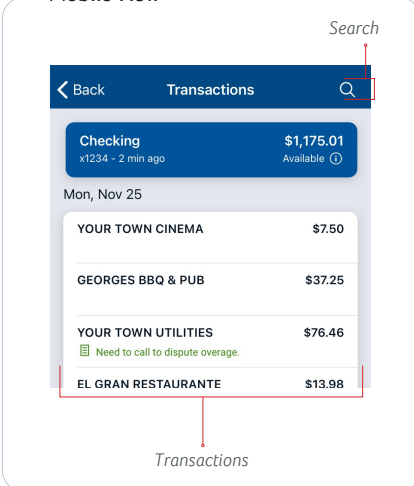 Search
Back Transactions
Checking $1,175.01
x1234 - 2 min ago Available
Mon, Nov 25
YOUR TOWN CINEMA $7.50
GEORGES BBQ & PUB $37.25
YOUR TOWN UTILITIES $76.46
Need to call to dispute overage.
EL GRAN RESTAURANTE $13.98
Transactions